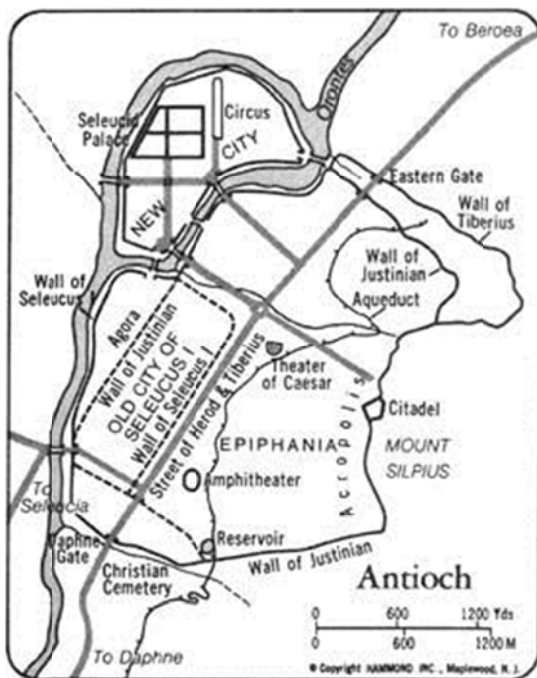 To Beroea
Orontes
Seleucid
Palace
Circus
NEW
CITY
Eastern Gate
Wall of
Tiberius
Wall of
Justinian
Aqueduct
Wall of
Seleucus I
Agora
Wall of Justinian
OLD CITY OF
SELEUCUS I
Wall of Seleucus I
Street of Herod & Tiberius
Theater
of Caesar
Acropolis
Citadel
MOUNT
SILPIUS
EPIPHANIA
Amphitheater
To
Seleucia
Daphne
Gate
Reservoir
Wall of Justinian
Christian
Cemetery
To Daphne
Antioch
0 600 1200 Yds
0 600 1200 M
© Copyright HAMMOND INC., Maplewood, N. J.